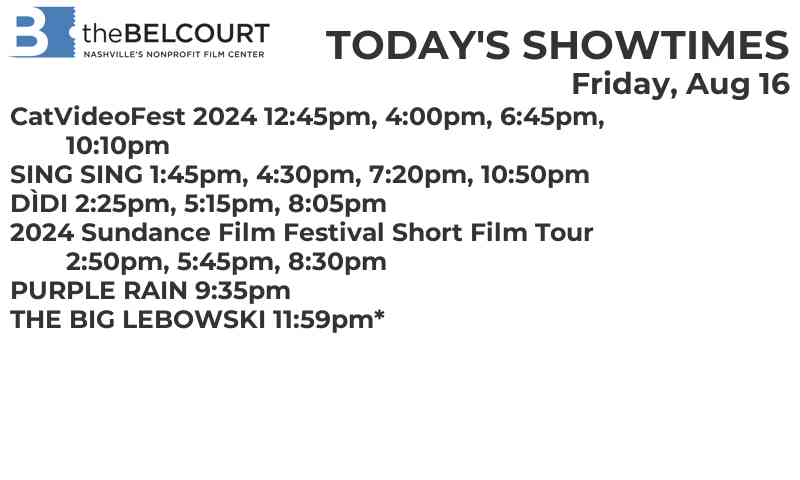 B theBELCOURT
NASHVILLE'S NONPROFIT FILM CENTER
TODAY'S SHOWTIMES
Friday, Aug 16
CatVideoFest 2024 12:45pm, 4:00pm, 6:45pm,
10:10pm
SING SING 1:45pm, 4:30pm, 7:20pm, 10:50pm
DÌDI 2:25pm, 5:15pm, 8:05pm
2024 Sundance Film Festival Short Film Tour
2:50pm, 5:45pm, 8:30pm
PURPLE RAIN 9:35pm
THE BIG LEBOWSKI 11:59pm*